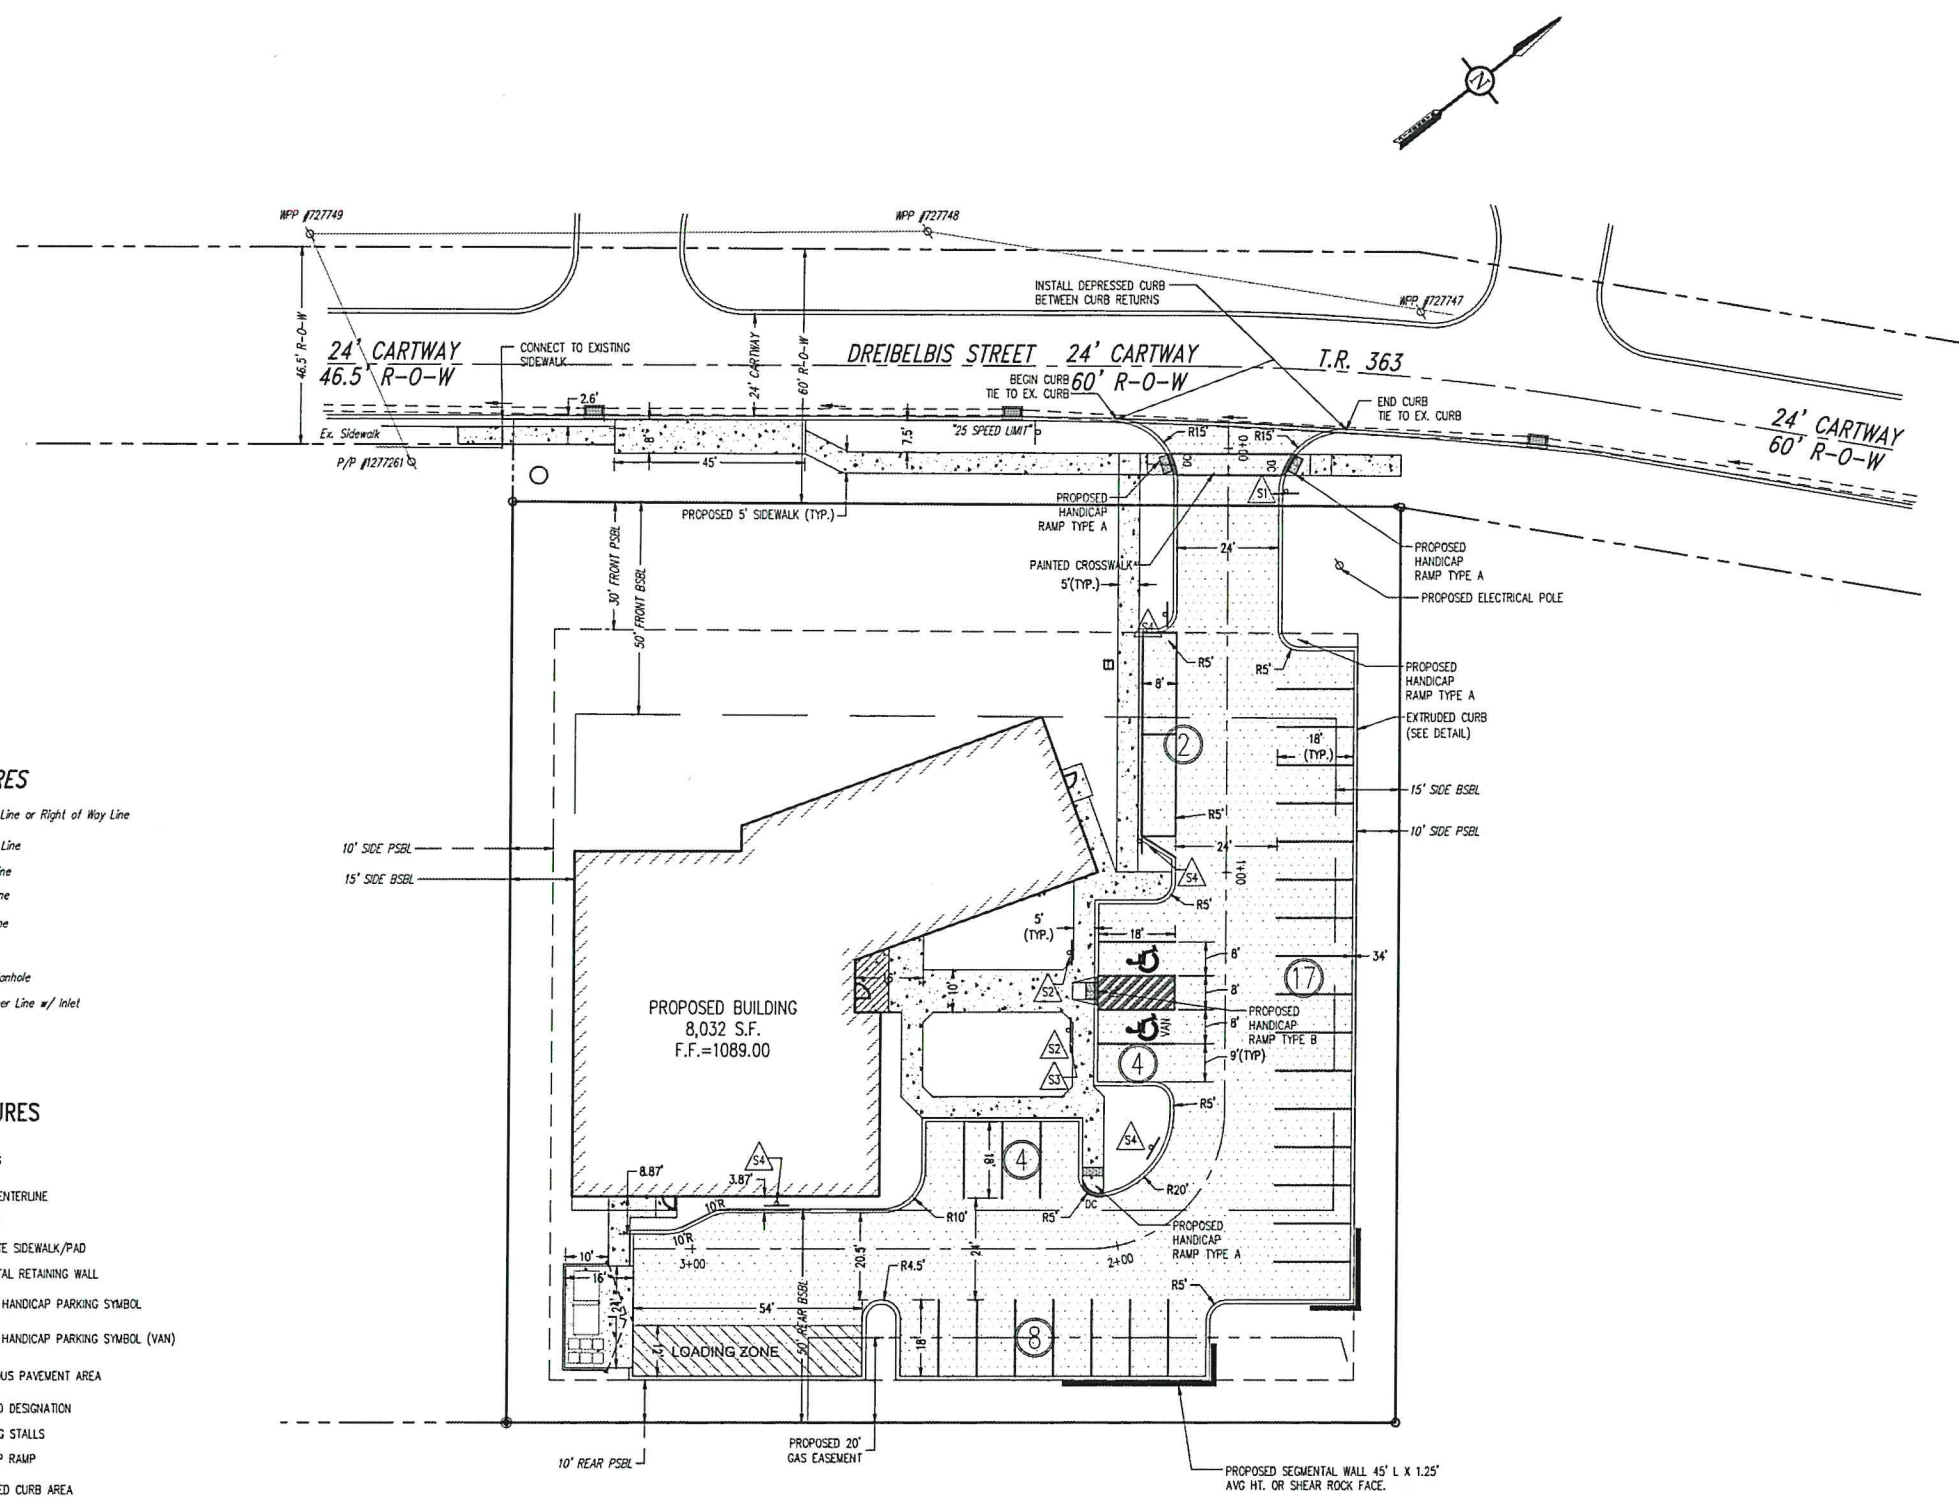 N
WPP #727749
WPP #727748
WPP #727747
INSTALL DEPRESSED CURB
BETWEEN CURB RETURNS
46.5' R-O-W
24' CARTWAY
46.5' R-O-W
CONNECT TO EXISTING
SIDEWALK
24' CARTWAY
60' R-O-W
DREIBELBIS STREET
24' CARTWAY
60' R-O-W
T.R. 363
BEGIN CURB
TIE TO EX. CURB
END CURB
TIE TO EX. CURB
24' CARTWAY
60' R-O-W
2.6'
Ex. Sidewalk
P/P #1277261
8'
45'
7.5'
"25 SPEED LIMIT"
R15'
0+00
R15'
DC
DC
S1
PROPOSED 5' SIDEWALK (TYP.)
PROPOSED
HANDICAP
RAMP TYPE A
PAINTED CROSSWALK
5'(TYP.)
24'
PROPOSED
HANDICAP
RAMP TYPE A
PROPOSED ELECTRICAL POLE
30' FRONT PSBL
50' FRONT BSBL
S4
R5'
R5'
PROPOSED
HANDICAP
RAMP TYPE A
8'
EXTRUDED CURB
(SEE DETAIL)
2
18'
(TYP.)
15' SIDE BSBL
10' SIDE PSBL
R5'
24'
1+00
10' SIDE PSBL
15' SIDE BSBL
S4
R5'
RES
Line or Right of Way Line
Line
ine
ne
ne
anhole
er Line w/ Inlet
5'
(TYP.)
18'
8'
34'
17
S2
10'
8'
8'
VAN
PROPOSED
HANDICAP
RAMP TYPE B
9'(TYP)
4
PROPOSED BUILDING
8,032 S.F.
F.F.=1089.00
S2
S3
R5'
S4
URES
ENTERLINE
E SIDEWALK/PAD
TAL RETAINING WALL
HANDICAP PARKING SYMBOL
HANDICAP PARKING SYMBOL (VAN)
US PAVEMENT AREA
D DESIGNATION
G STALLS
P RAMP
ED CURB AREA
S4
8.87'
3.87'
10'R
10'R
4
18'
R10'
R5'
DC
R20'
PROPOSED
HANDICAP
RAMP TYPE A
3+00
2+00
20.5'
24'
R4.5'
R5'
10'
16'
24'
54'
12'
LOADING ZONE
50' REAR BSBL
18'
8
10' REAR PSBL
PROPOSED 20'
GAS EASEMENT
PROPOSED SEGMENTAL WALL 45' L X 1.25'
AVG HT. OR SHEAR ROCK FACE.